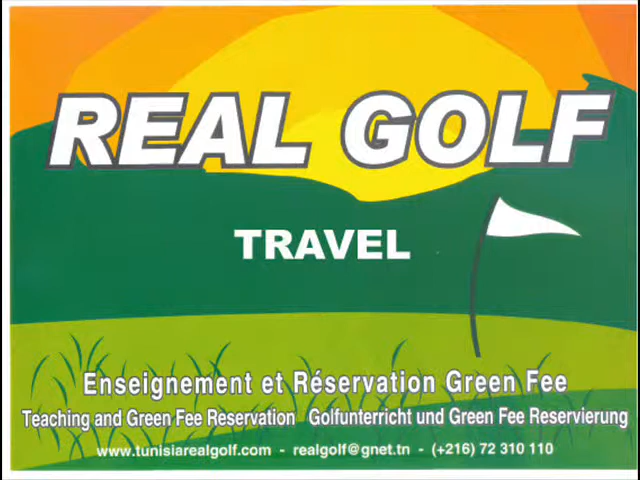 REAL GOLF
TRAVEL
Enseignement et Réservation Green Fee
Teaching and Green Fee Reservation Golfunterricht und Green Fee Reservierung
www.tunisiarealgolf.com - realgolf@gnet.tn - (+216) 72 310 110